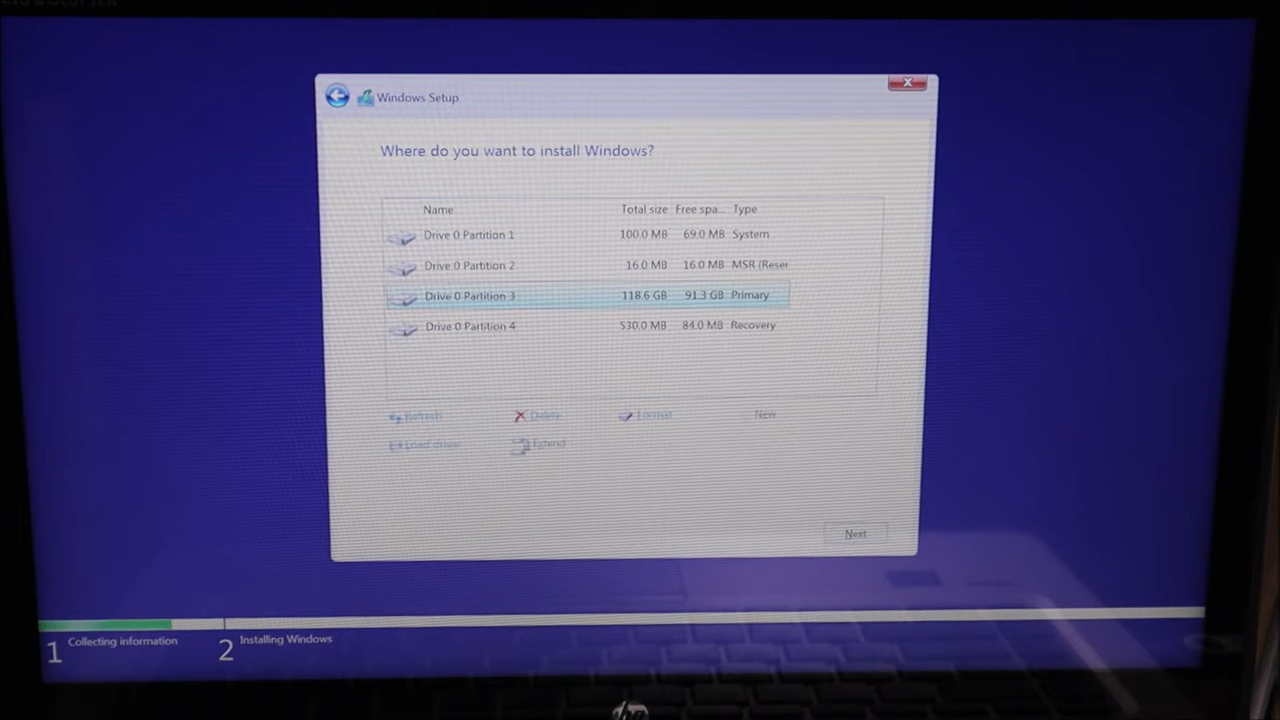 Windows Setup
Where do you want to install Windows?
Name Total size Free spa... Type
Drive 0 Partition 1 100.0 MB 69.0 MB System
Drive 0 Partition 2 16.0 MB 16.0 MB MSR (Reser
Drive 0 Partition 3 118.6 GB 91.3 GB Primary
Drive 0 Partition 4 530.0 MB 84.0 MB Recovery
Refresh Delete Format New
Load driver Extend
Next
1 Collecting information 2 Installing Windows
hp